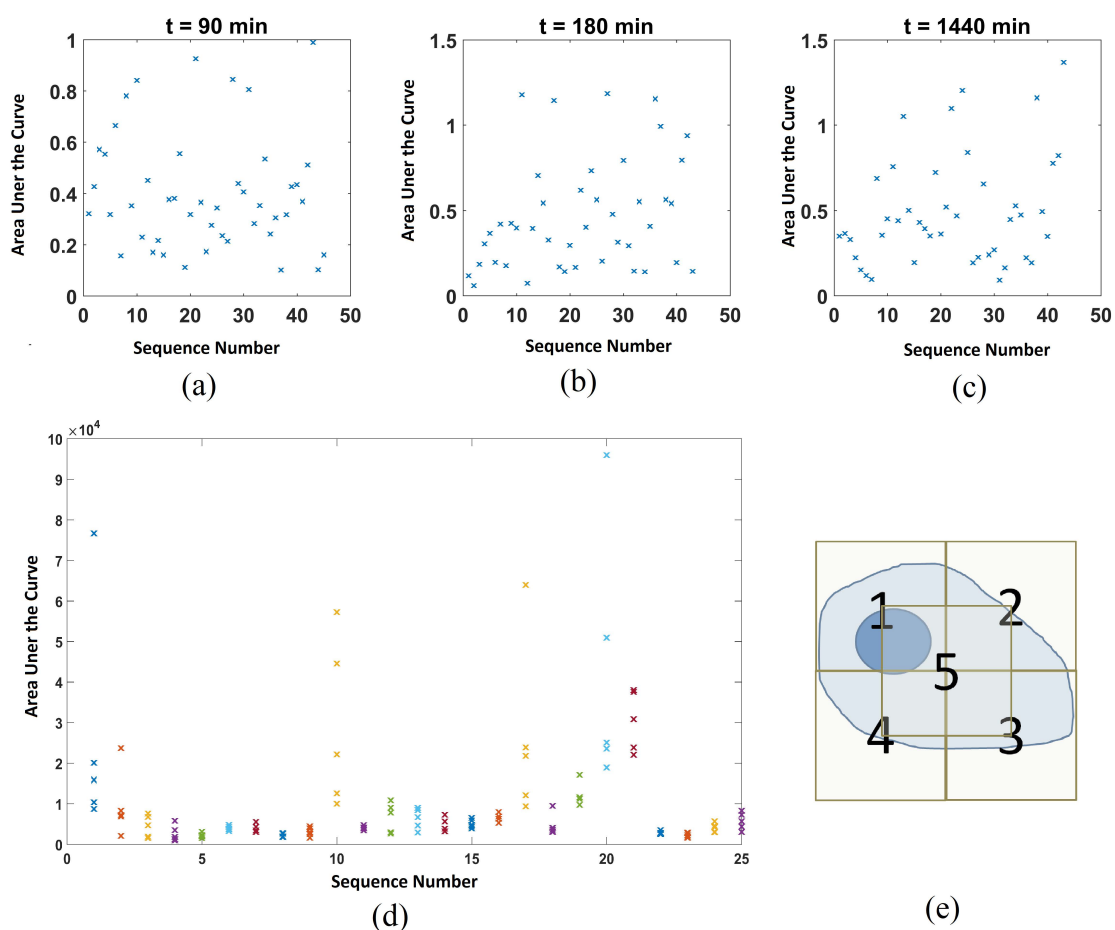 t = 90 min
1
0.8
0.6
0.4
0.2
0
0 10 20 30 40 50
Area Uner the Curve
Sequence Number
(a)
t = 180 min
1.5
1
0.5
0
0 10 20 30 40 50
Area Uner the Curve
Sequence Number
(b)
t = 1440 min
1.5
1
0.5
0
0 10 20 30 40 50
Area Uner the Curve
Sequence Number
(c)
×10⁴
10
9
8
7
6
5
4
3
2
1
0
0 5 10 15 20 25
Area Uner the Curve
Sequence Number
(d)
1 2
5
4 3
(e)